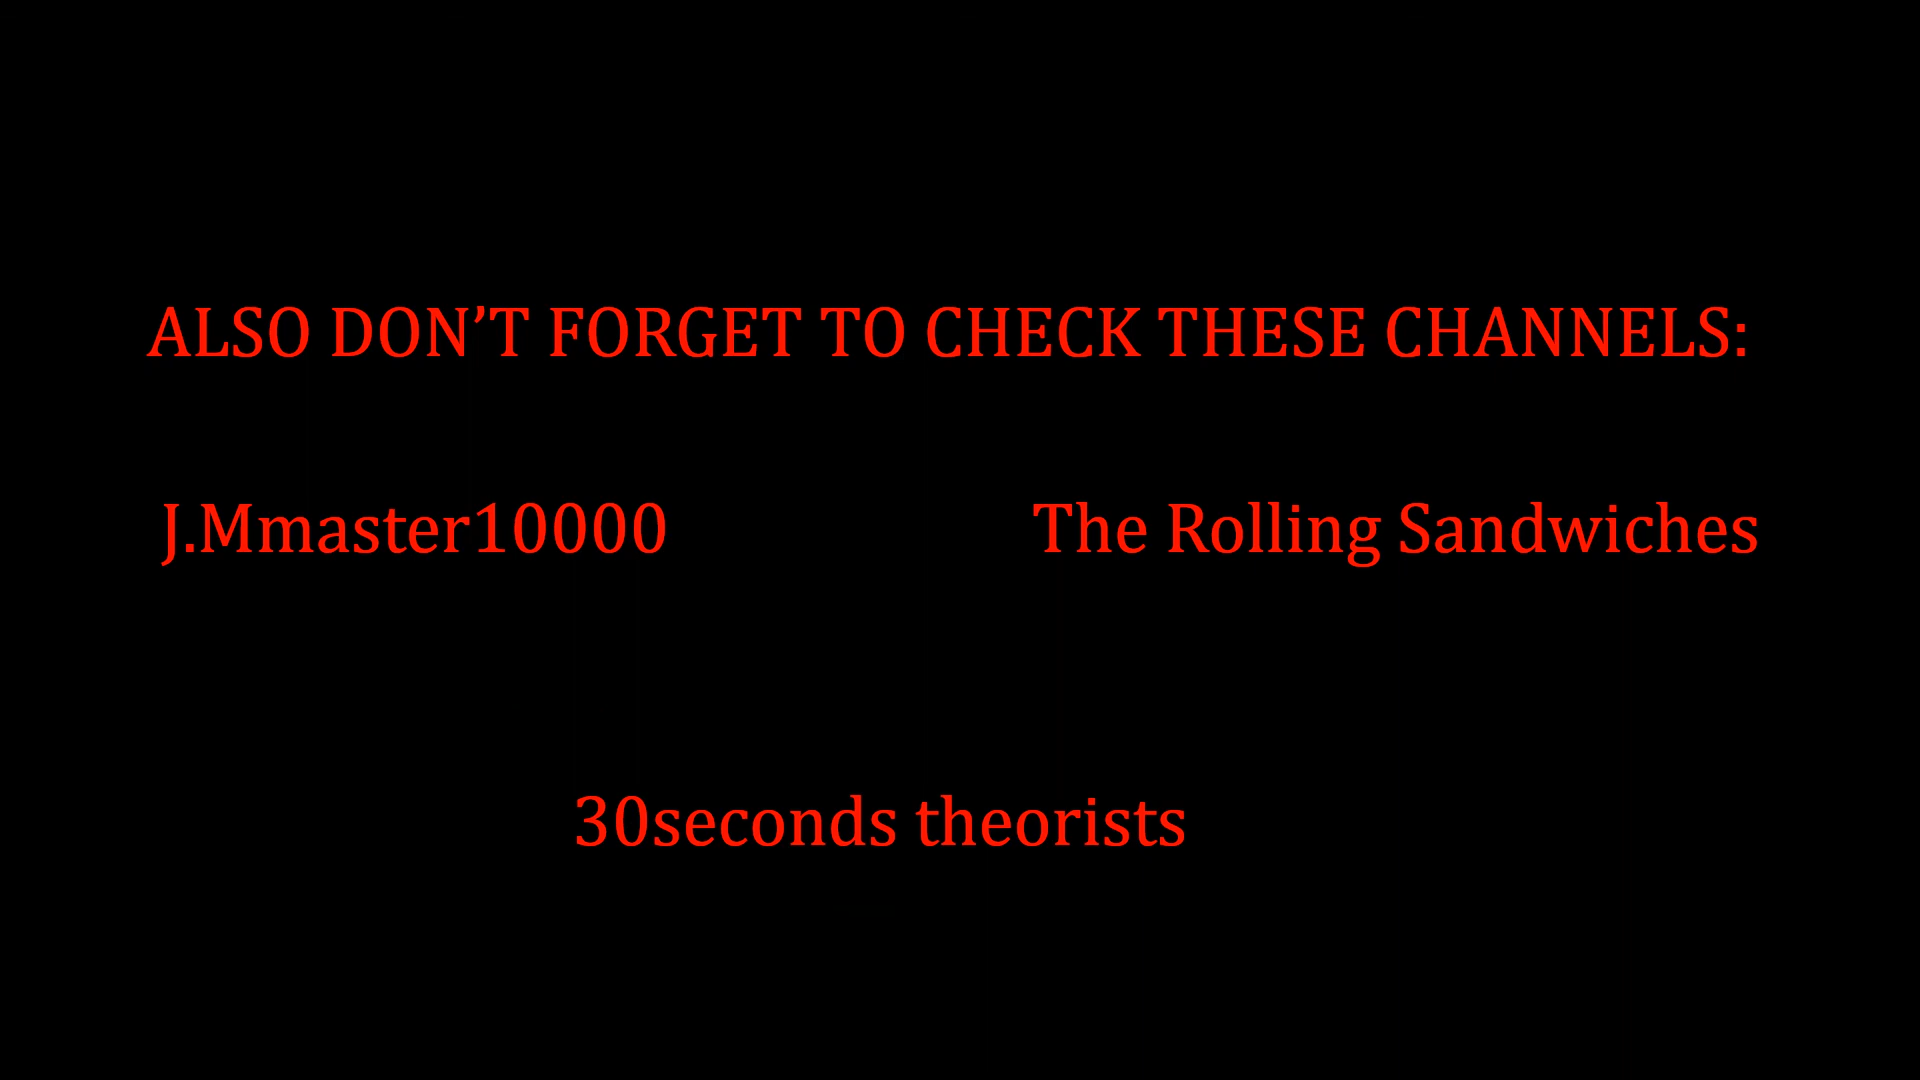 ALSO DON’T FORGET TO CHECK THESE CHANNELS:
J.Mmaster10000
The Rolling Sandwiches
30seconds theorists